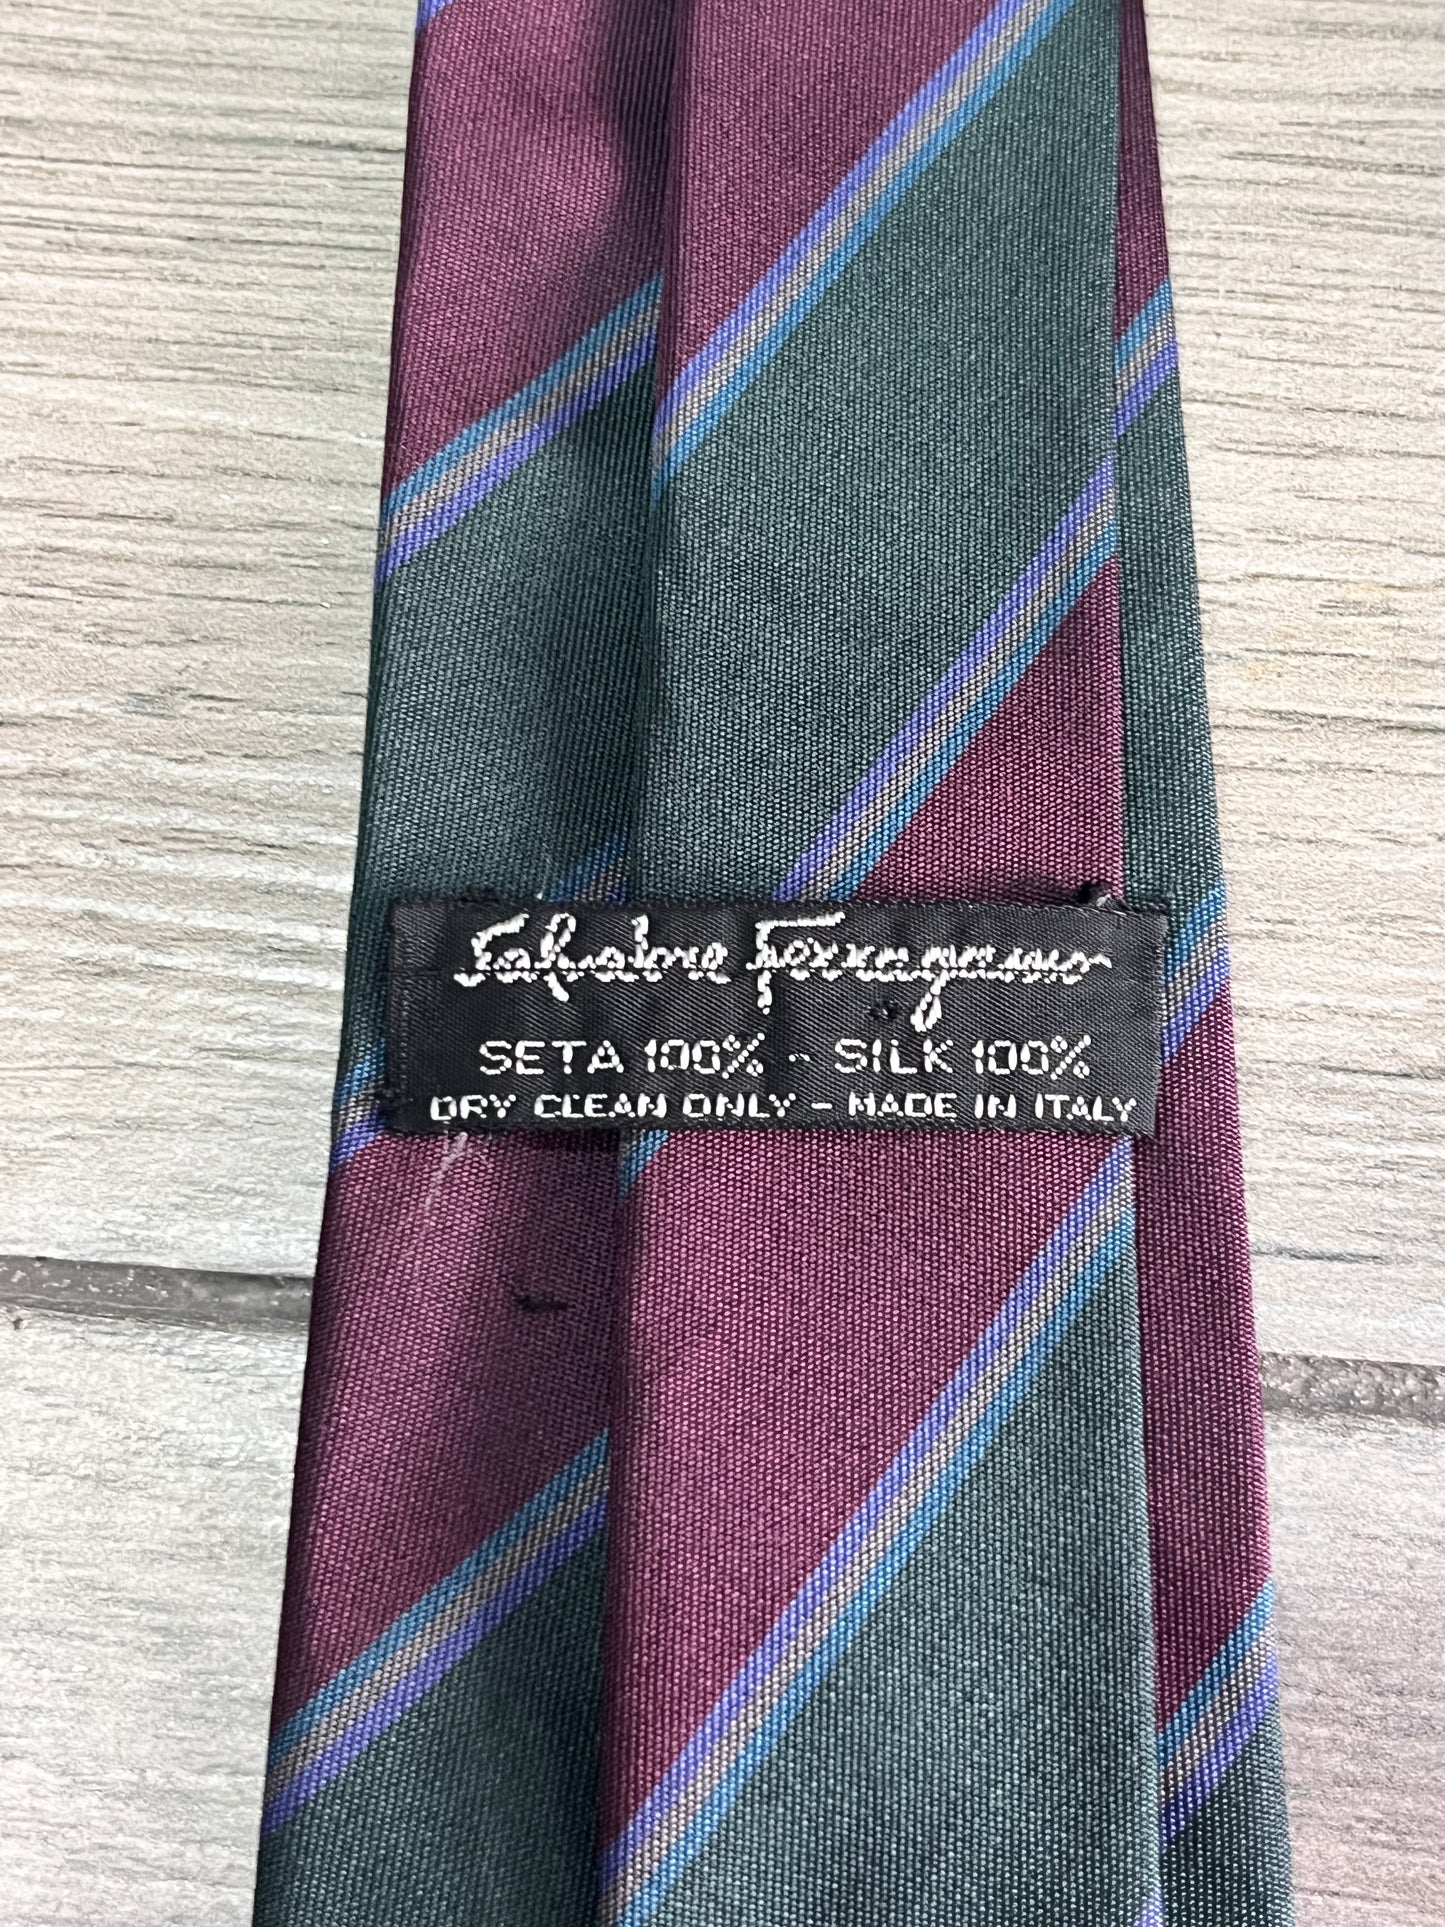 Salvatore Ferragamo
SETA 100% - SILK 100%
DRY CLEAN ONLY - MADE IN ITALY